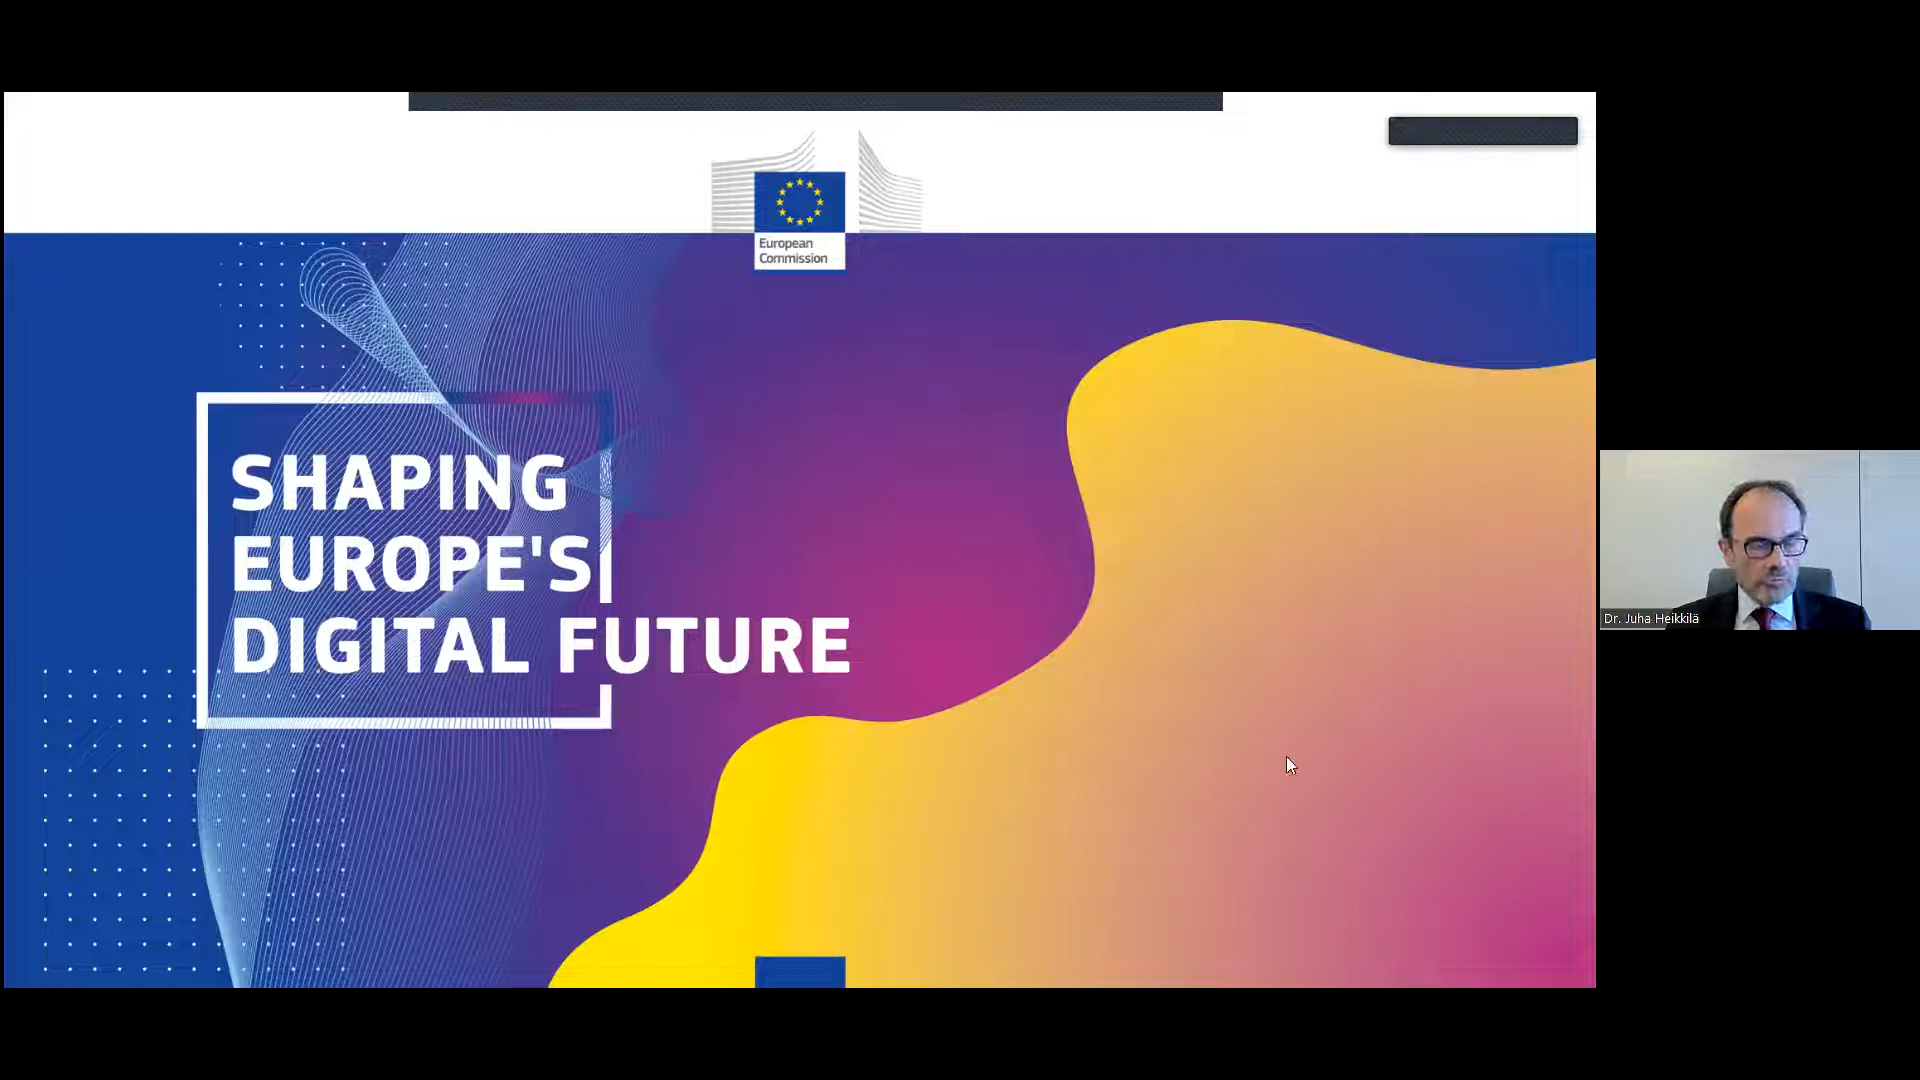 European
Commission
SHAPING
EUROPE'S
DIGITAL FUTURE
Dr. Juha Heikkilä